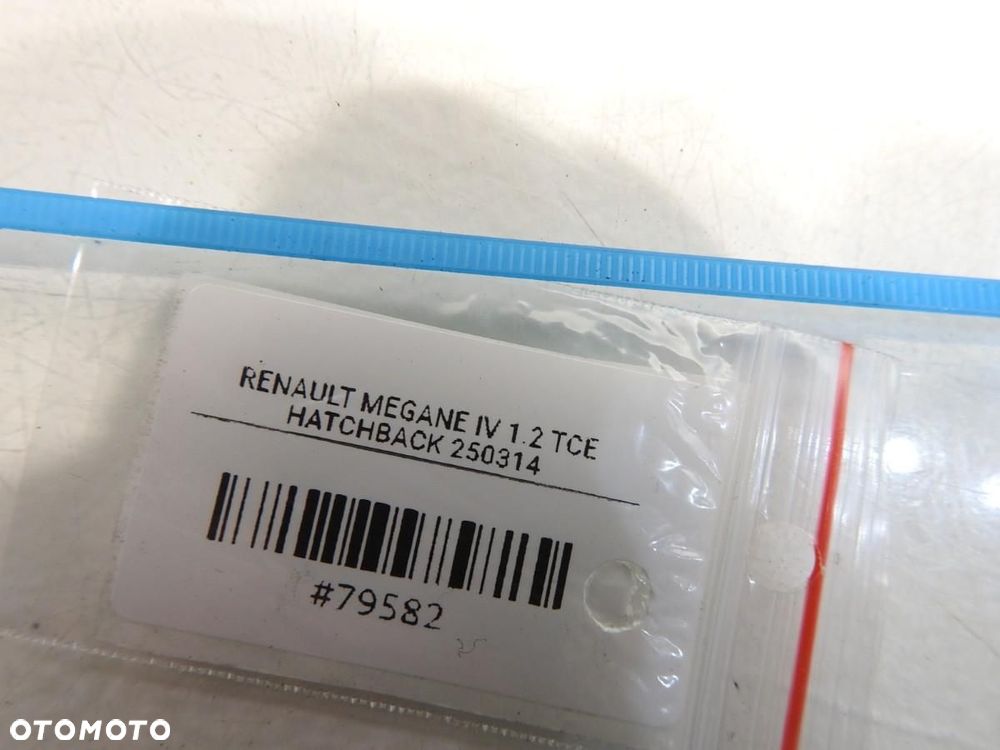 RENAULT MEGANE IV 1.2 TCE
HATCHBACK 250314
#79582
OTOMOTO